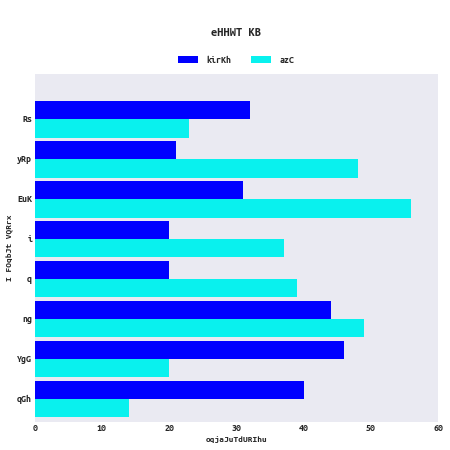 eHHWT KB
kirKh
azC
Rs
yRp
EuK
i
q
ng
YgG
qGh
I FOqbJt VQRrx
0 10 20 30 40 50 60
oqjaJuTdURIhu